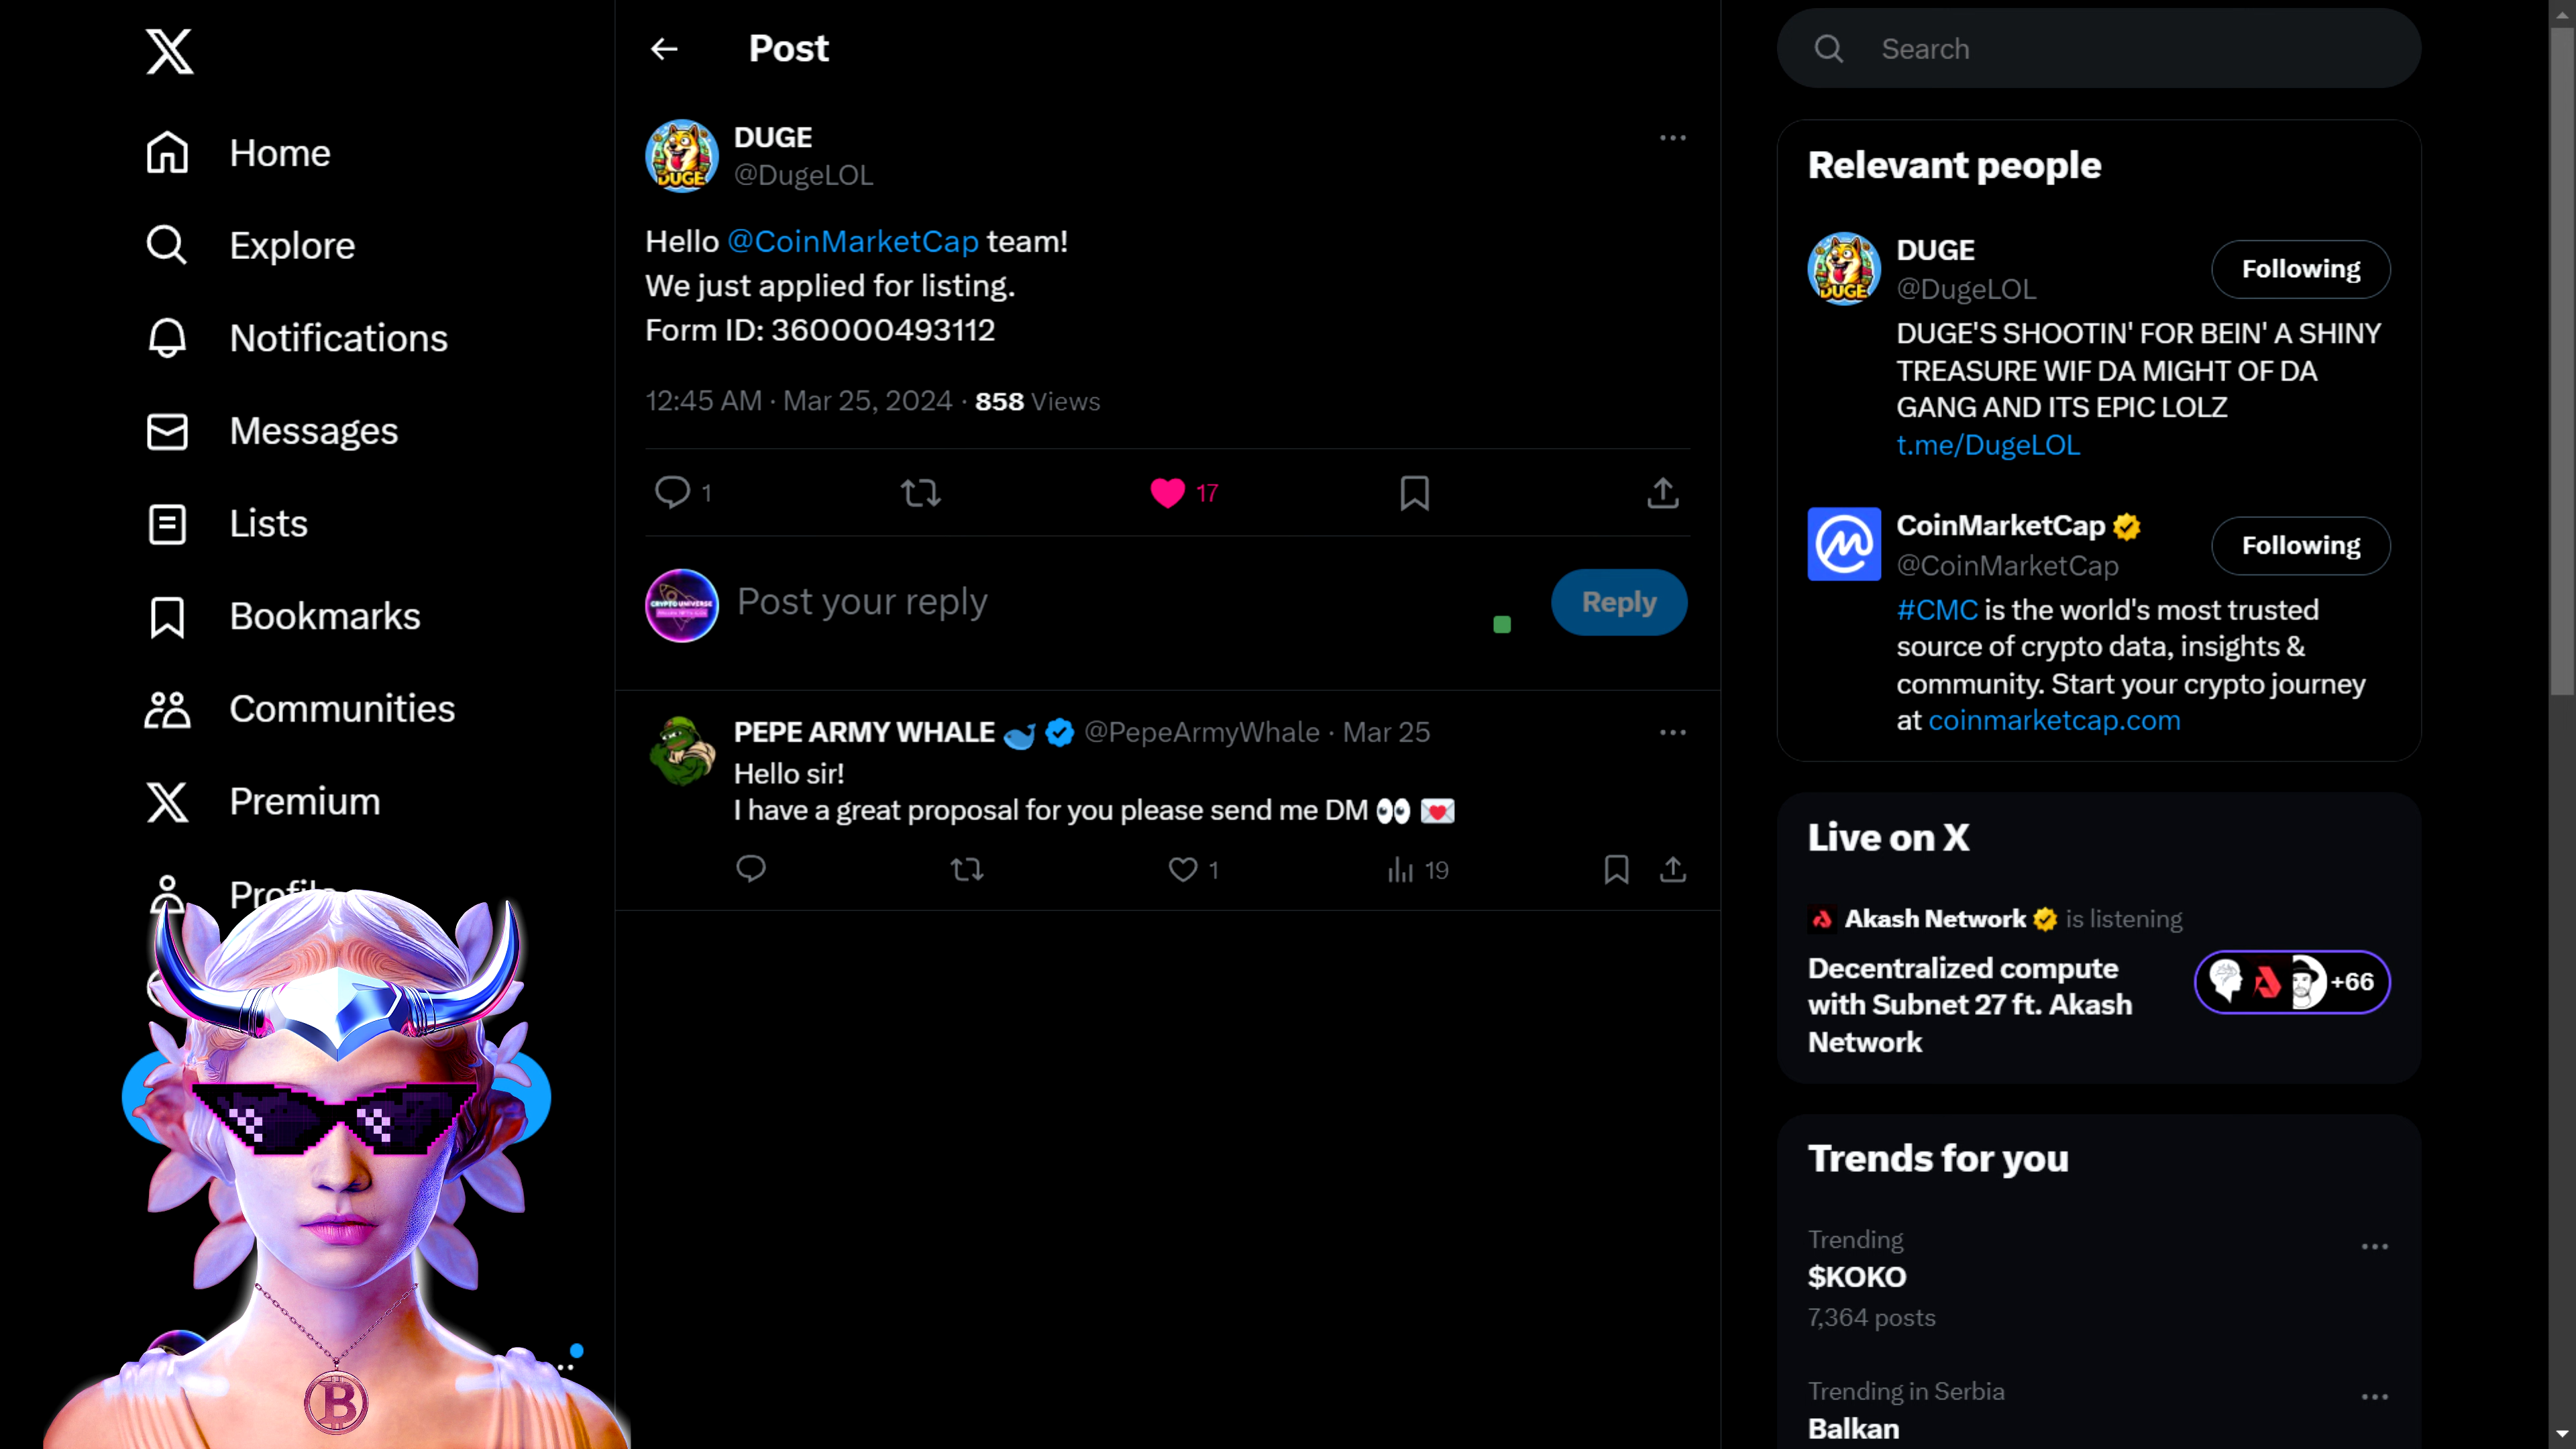 Home
Explore
Notifications
Messages
Lists
Bookmarks
Communities
Premium
Profile
Post
DUGE
@DugeLOL
Hello @CoinMarketCap team!
We just applied for listing.
Form ID: 360000493112
12:45 AM · Mar 25, 2024 · 858 Views
1
17
CRYPTO UNIVERSE
Post your reply
Reply
PEPE ARMY WHALE 🐳 @PepeArmyWhale · Mar 25
Hello sir!
I have a great proposal for you please send me DM 👀 💌
1
19
Search
Relevant people
DUGE
@DugeLOL
Following
DUGE'S SHOOTIN' FOR BEIN' A SHINY
TREASURE WIF DA MIGHT OF DA
GANG AND ITS EPIC LOLZ
t.me/DugeLOL
CoinMarketCap
@CoinMarketCap
Following
#CMC is the world's most trusted
source of crypto data, insights &
community. Start your crypto journey
at coinmarketcap.com
Live on X
Akash Network is listening
Decentralized compute
with Subnet 27 ft. Akash
Network
+66
Trends for you
Trending
$KOKO
7,364 posts
Trending in Serbia
Balkan